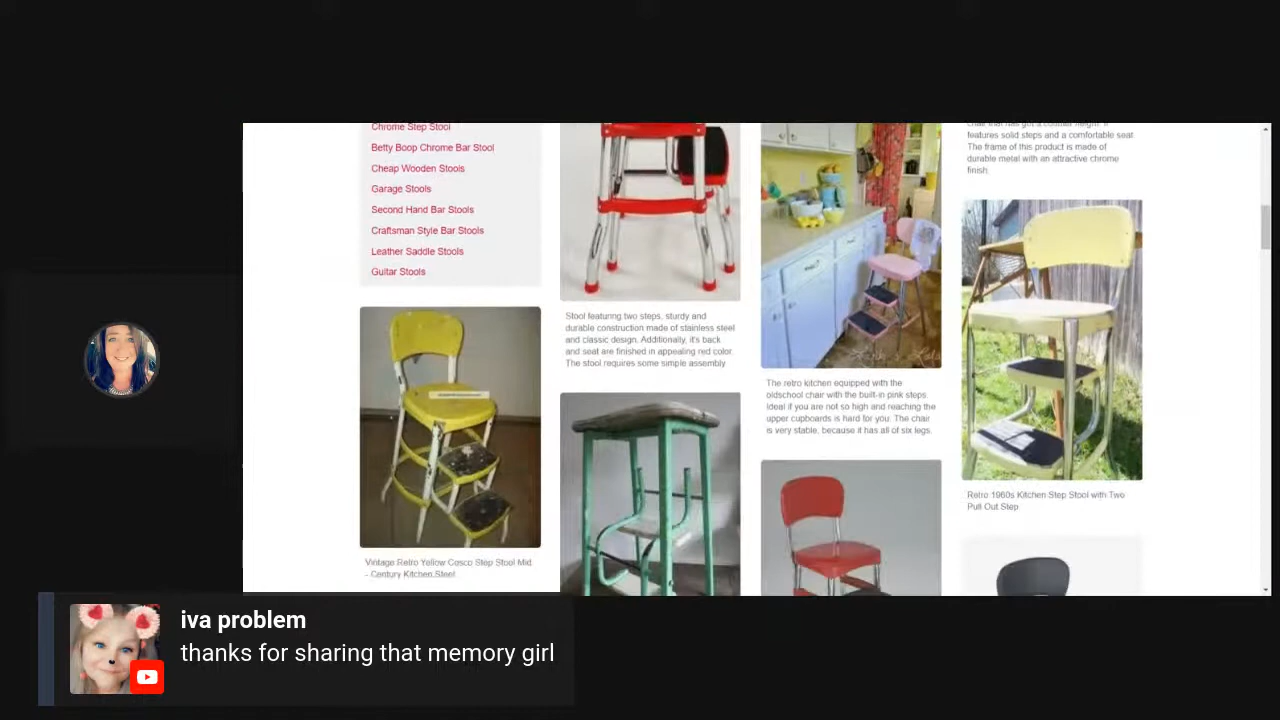 Chrome Step Stool
Betty Boop Chrome Bar Stool
Cheap Wooden Stools
Garage Stools
Second Hand Bar Stools
Craftsman Style Bar Stools
Leather Saddle Stools
Guitar Stools
Vintage Retro Yellow Cosco Step Stool Mid
- Century Kitchen Steel
Stool featuring two steps, sturdy and
durable construction made of stainless steel
and classic design. Additionally, it's back
and seat are finished in appealing red color.
The stool requires some simple assembly
The retro kitchen equipped with the
oldschool chair with the built-in pink steps.
Ideal if you are not so high and reaching the
upper cupboards is hard for you. The chair
is very stable, because it has all of six legs.
chair that has got a counter height. It
features solid steps and a comfortable seat
The frame of this product is made of
durable metal with an attractive chrome
finish.
Retro 1960s Kitchen Step Stool with Two
Pull Out Step
iva problem
thanks for sharing that memory girl